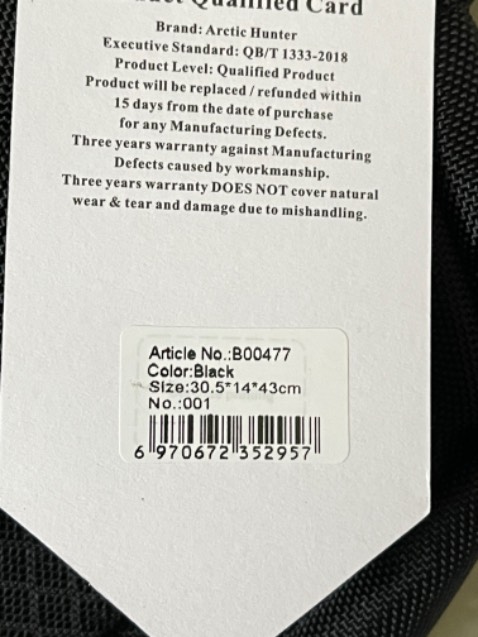 Qualified Card
Brand: Arctic Hunter
Executive Standard: QB/T 1333-2018
Product Level: Qualified Product
Product will be replaced / refunded within
15 days from the date of purchase
for any Manufacturing Defects.
Three years warranty against Manufacturing
Defects caused by workmanship.
Three years warranty DOES NOT cover natural
wear & tear and damage due to mishandling.
Article No.:B00477
Color:Black
Size:30.5*14*43cm
No.:001
6 970672 352957